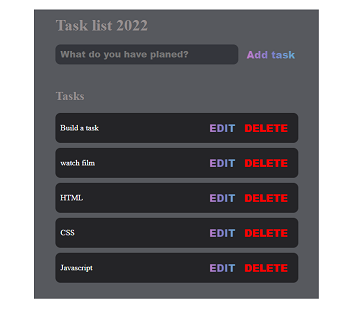 Task list 2022
What do you have planed? Add task
Tasks
Build a task EDIT DELETE
watch film EDIT DELETE
HTML EDIT DELETE
CSS EDIT DELETE
Javascript EDIT DELETE